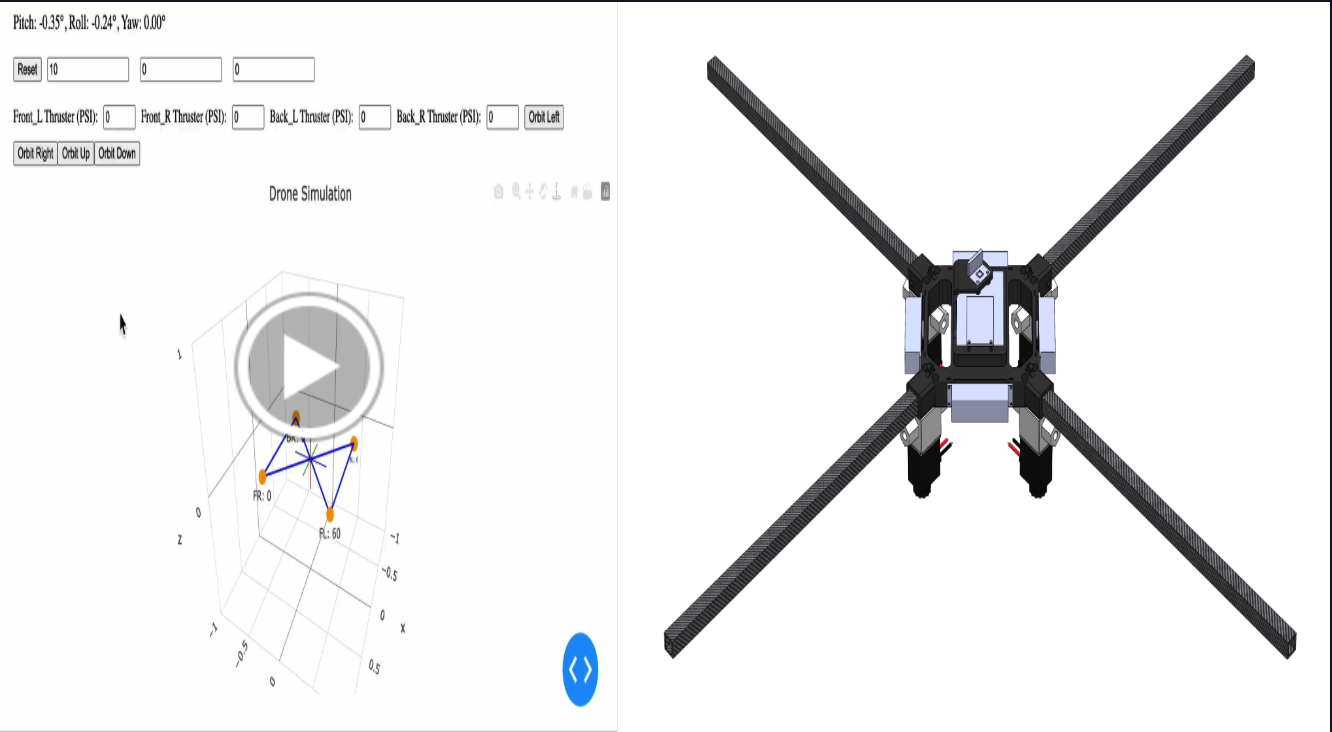 Pitch: -0.35°, Roll: -0.24°, Yaw: 0.00°
Reset 10 0 0
Front_L Thruster (PSI): 0 Front_R Thruster (PSI): 0 Back_L Thruster (PSI): 0 Back_R Thruster (PSI): 0 Orbit Left
Orbit Right Orbit Up Orbit Down
Drone Simulation
1
FR: 0
0
FL: 60
z
−1
−0.5
0
x
−1
−0.5
0.5
0